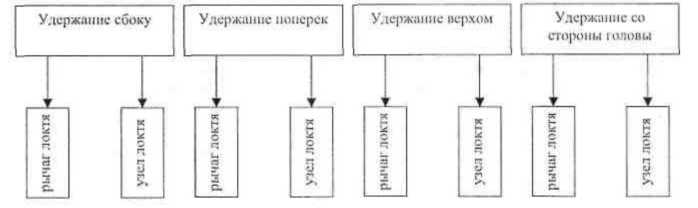 Удержание сбоку
Удержание поперек
Удержание верхом
Удержание со
стороны головы
рычаг локтя
узел локтя
рычаг локтя
узел локтя
рычаг локтя
узел локтя
рычаг локтя
узел локтя